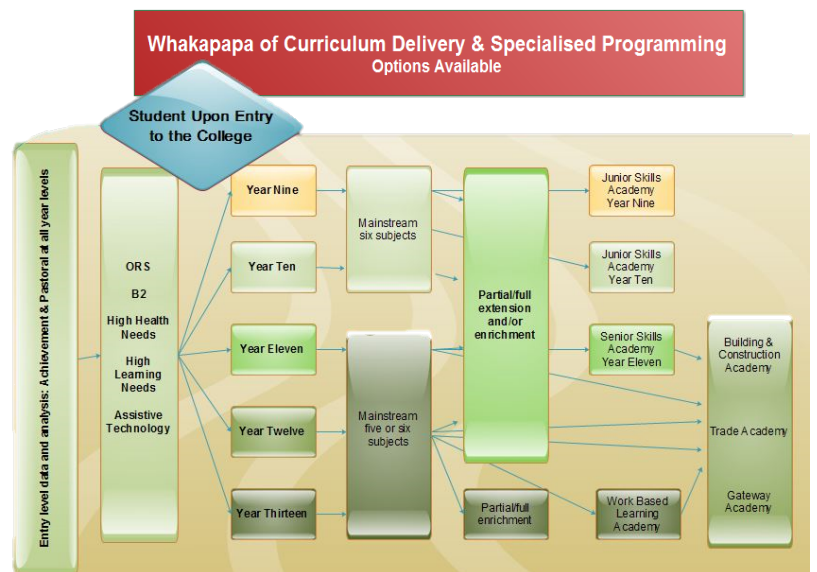 Whakapapa of Curriculum Delivery & Specialised Programming
Options Available
Student Upon Entry
to the College
Entry level data and analysis: Achievement & Pastoral at all year levels
ORS
B2
High Health
Needs
High
Learning
Needs
Assistive
Technology
Year Nine
Year Ten
Year Eleven
Year Twelve
Year Thirteen
Mainstream
six subjects
Mainstream
five or six
subjects
Partial/full
extension
and/or
enrichment
Partial/full
enrichment
Junior Skills
Academy
Year Nine
Junior Skills
Academy
Year Ten
Senior Skills
Academy
Year Eleven
Work Based
Learning
Academy
Building &
Construction
Academy
Trade Academy
Gateway
Academy